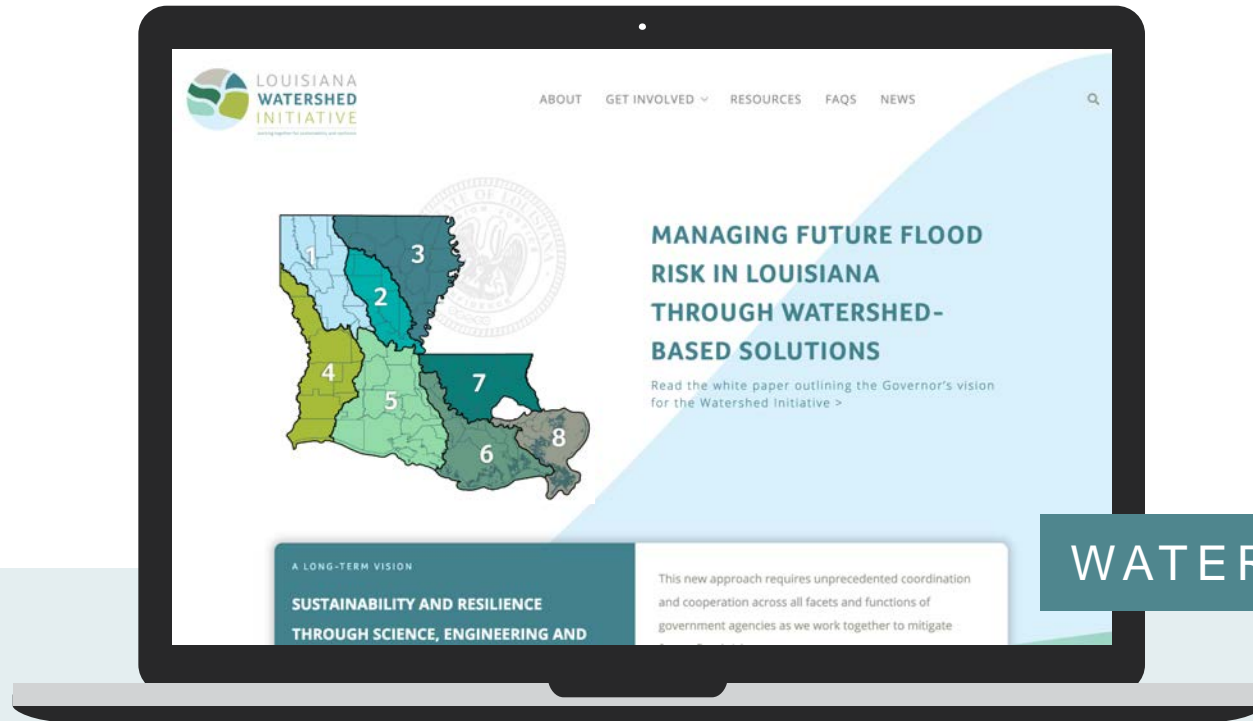 LOUISIANA
WATERSHED
INITIATIVE
ABOUT GET INVOLVED RESOURCES FAQS NEWS
1
3
2
4
5
7
8
6
MANAGING FUTURE FLOOD
RISK IN LOUISIANA
THROUGH WATERSHED-
BASED SOLUTIONS
Read the white paper outlining the Governor's vision
for the Watershed Initiative >
A LONG-TERM VISION
SUSTAINABILITY AND RESILIENCE
THROUGH SCIENCE, ENGINEERING AND
This new approach requires unprecedented coordination
and cooperation across all facets and functions of
government agencies as we work together to mitigate
WATER